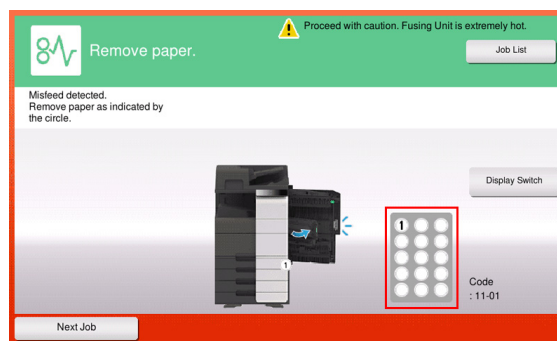 Proceed with caution. Fusing Unit is extremely hot.
Remove paper.
Job List
Misfeed detected.
Remove paper as indicated by
the circle.
Display Switch
1
1
Code
: 11-01
Next Job